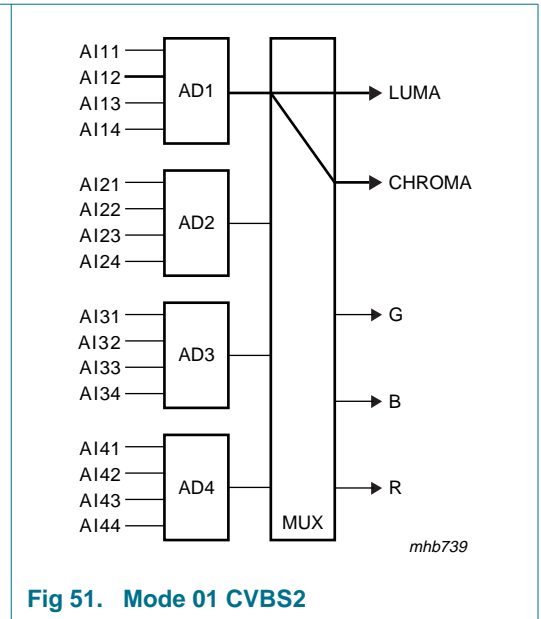 AI11
AI12
AI13
AI14
AD1
LUMA
CHROMA
AI21
AI22
AI23
AI24
AD2
AI31
AI32
AI33
AI34
AD3
G
B
AI41
AI42
AI43
AI44
AD4
R
MUX
mhb739
Fig 51. Mode 01 CVBS2